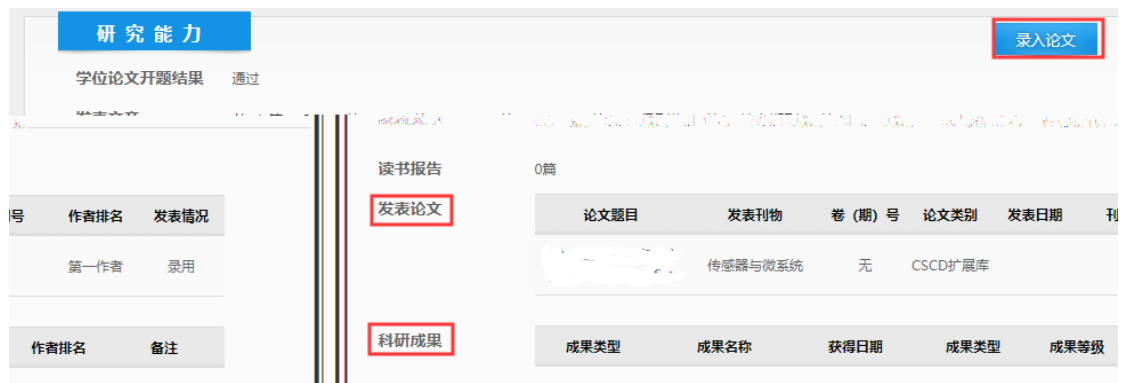 研究能力
录入论文
学位论文开题结果 通过
读书报告 0篇
发表论文
论文题目 发表刊物 卷（期）号 论文类别 发表日期
传感器与微系统 无 CSCD扩展库
号 作者排名 发表情况
第一作者 录用
科研成果
成果类型 成果名称 获得日期 成果类型 成果等级
作者排名 备注